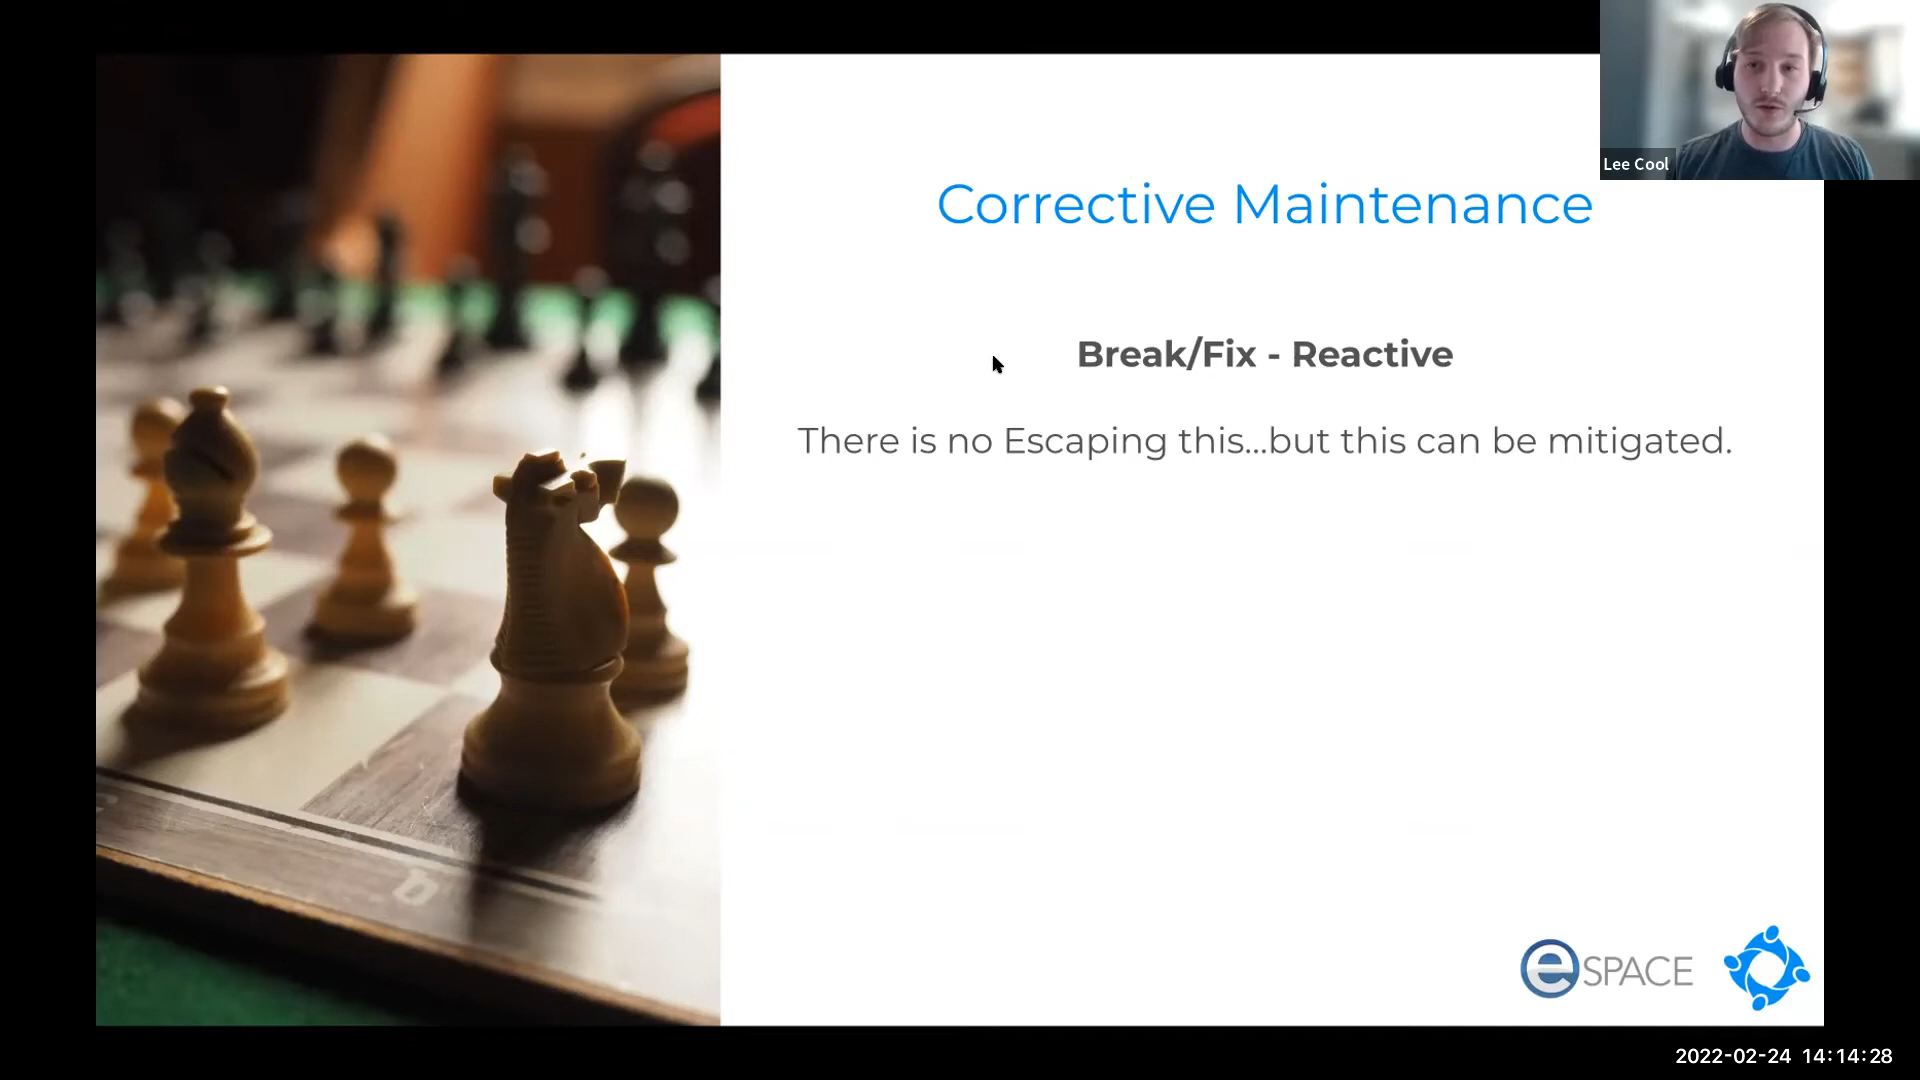 Lee Cool
Corrective Maintenance
Break/Fix - Reactive
There is no Escaping this...but this can be mitigated.
eSPACE
2022-02-24 14:14:28